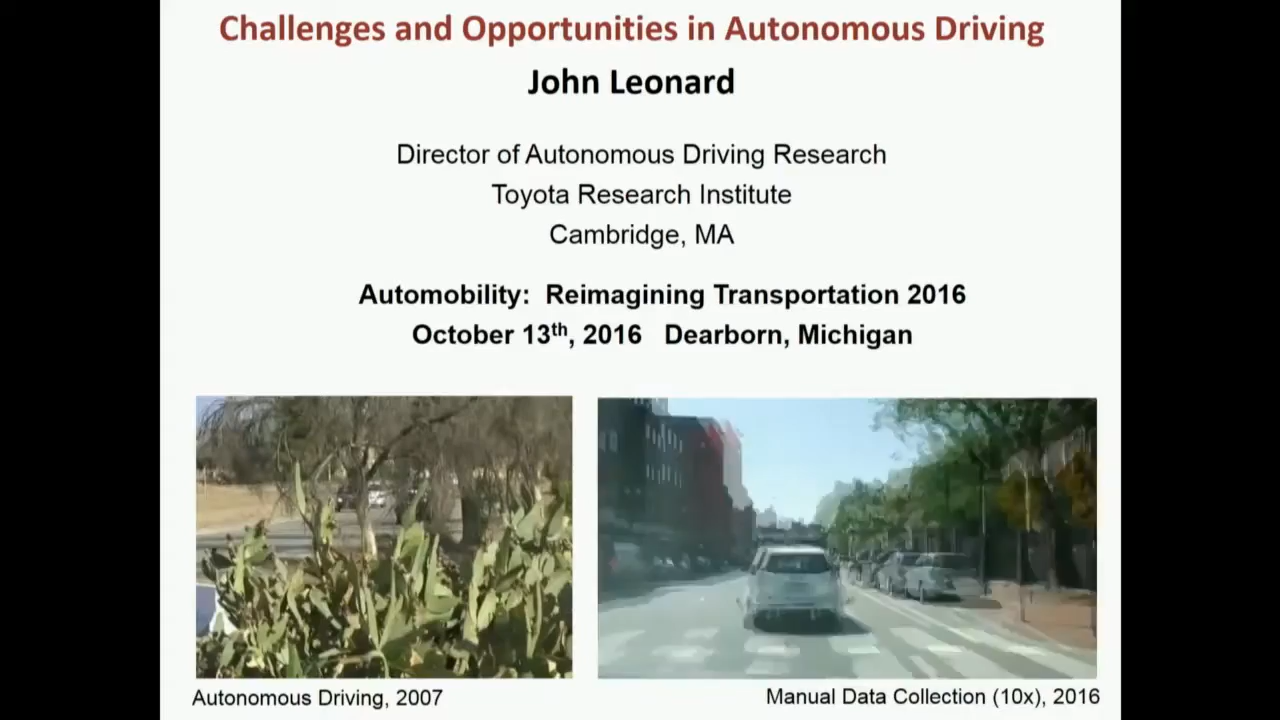 Challenges and Opportunities in Autonomous Driving
John Leonard
Director of Autonomous Driving Research
Toyota Research Institute
Cambridge, MA
Automobility: Reimagining Transportation 2016
October 13th, 2016 Dearborn, Michigan
Autonomous Driving, 2007
Manual Data Collection (10x), 2016